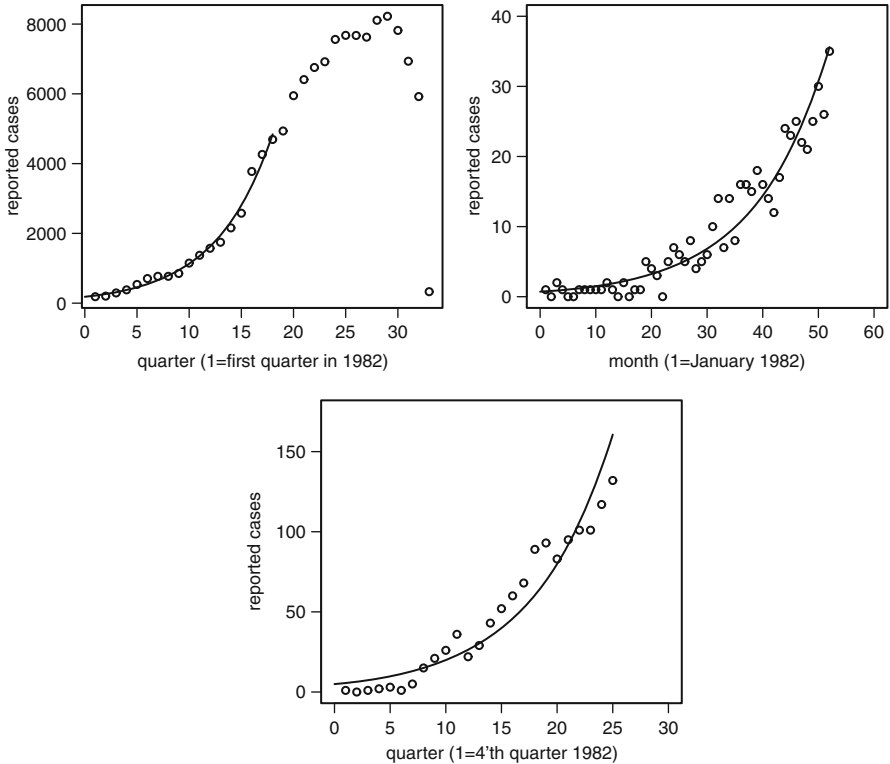 8000
6000
4000
2000
0
reported cases
0 5 10 15 20 25 30
quarter (1=first quarter in 1982)
40
30
20
10
0
reported cases
0 10 20 30 40 50 60
month (1=January 1982)
150
100
50
0
reported cases
0 5 10 15 20 25 30
quarter (1=4'th quarter 1982)